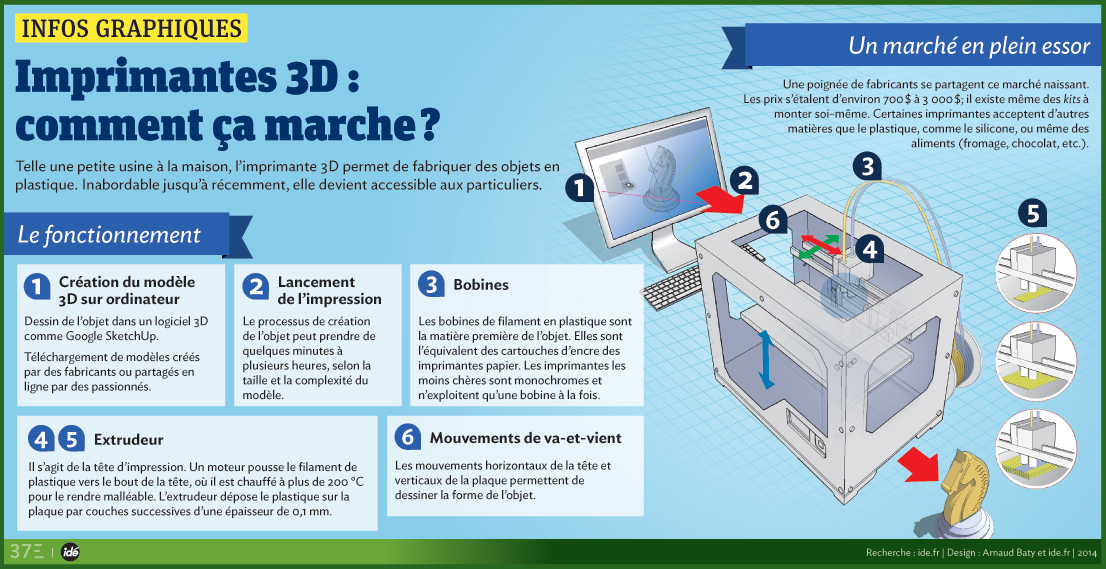 INFOS GRAPHIQUES
Imprimantes 3D :
comment ça marche ?
Telle une petite usine à la maison, l'imprimante 3D permet de fabriquer des objets en
plastique. Inabordable jusqu'à récemment, elle devient accessible aux particuliers.
Un marché en plein essor
Une poignée de fabricants se partagent ce marché naissant.
Les prix s'étalent d'environ 700 $ à 3 000 $; il existe même des kits à
monter soi-même. Certaines imprimantes acceptent d'autres
matières que le plastique, comme le silicone, ou même des
aliments (fromage, chocolat, etc.).
1
2
3
6
4
5
Le fonctionnement
1 Création du modèle
3D sur ordinateur
Dessin de l'objet dans un logiciel 3D
comme Google SketchUp.
Téléchargement de modèles créés
par des fabricants ou partagés en
ligne par des passionnés.
2 Lancement
de l'impression
Le processus de création
de l'objet peut prendre de
quelques minutes à
plusieurs heures, selon la
taille et la complexité du
modèle.
3 Bobines
Les bobines de filament en plastique sont
la matière première de l'objet. Elles sont
l'équivalent des cartouches d'encre des
imprimantes papier. Les imprimantes les
moins chères sont monochromes et
n'exploitent qu'une bobine à la fois.
4 5 Extrudeur
Il s'agit de la tête d'impression. Un moteur pousse le filament de
plastique vers le bout de la tête, où il est chauffé à plus de 200 °C
pour le rendre malléable. L'extrudeur dépose le plastique sur la
plaque par couches successives d'une épaisseur de 0,1 mm.
6 Mouvements de va-et-vient
Les mouvements horizontaux de la tête et
verticaux de la plaque permettent de
dessiner la forme de l'objet.
37E | idé
Recherche : ide.fr | Design : Arnaud Baty et ide.fr | 2014